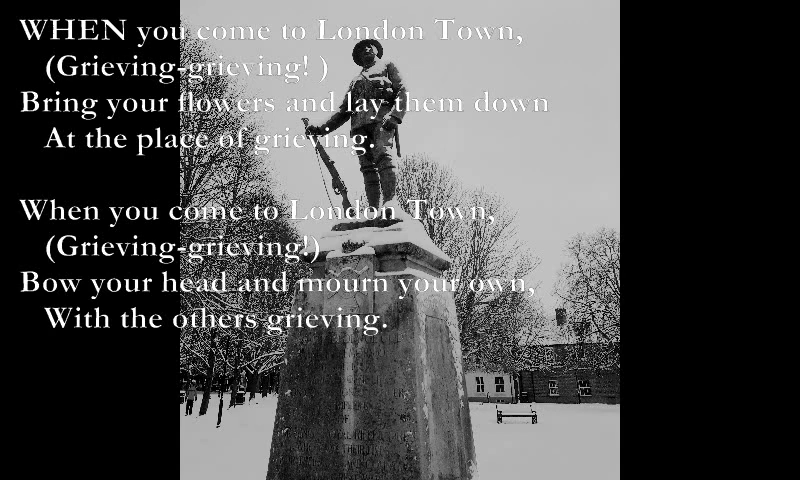 WHEN you come to London Town,
(Grieving-grieving! )
Bring your flowers and lay them down
At the place of grieving.
When you come to London Town,
(Grieving-grieving!)
Bow your head and mourn your own,
With the others grieving.